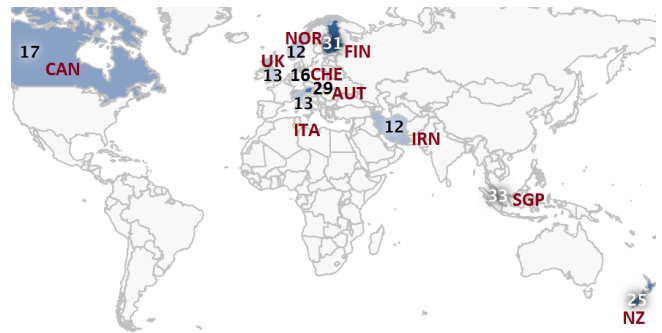 NOR
12
31
FIN
17
CAN
UK
13
16
CHE
29
AUT
13
ITA
12
IRN
33
SGP
25
NZ